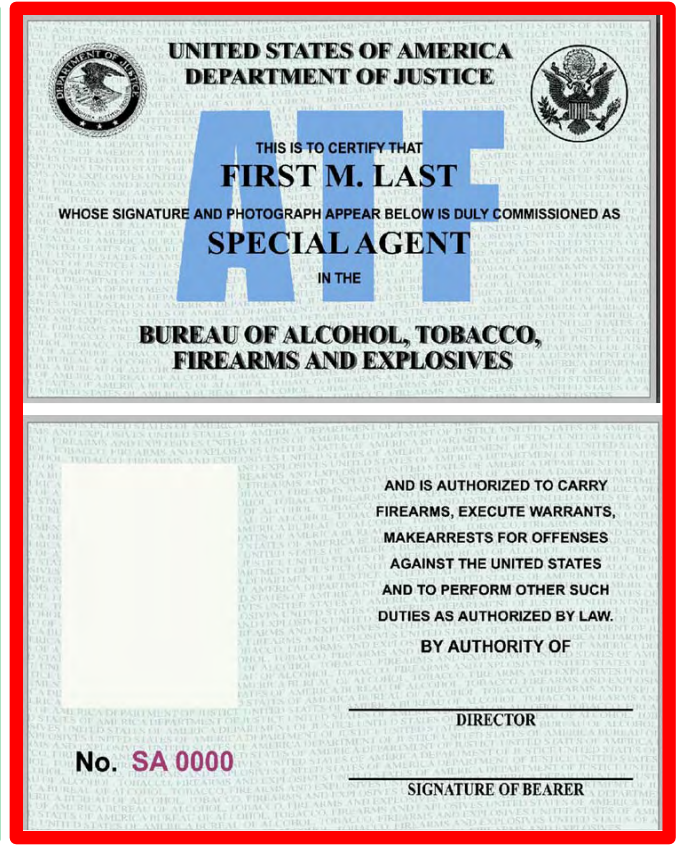 UNITED STATES OF AMERICA
DEPARTMENT OF JUSTICE
ATF
THIS IS TO CERTIFY THAT
FIRST M. LAST
WHOSE SIGNATURE AND PHOTOGRAPH APPEAR BELOW IS DULY COMMISSIONED AS
SPECIAL AGENT
IN THE
BUREAU OF ALCOHOL, TOBACCO,
FIREARMS AND EXPLOSIVES
AND IS AUTHORIZED TO CARRY
FIREARMS, EXECUTE WARRANTS,
MAKEARRESTS FOR OFFENSES
AGAINST THE UNITED STATES
AND TO PERFORM OTHER SUCH
DUTIES AS AUTHORIZED BY LAW.
BY AUTHORITY OF
DIRECTOR
No. SA 0000
SIGNATURE OF BEARER